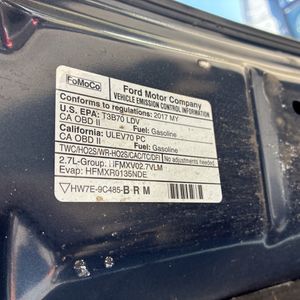 FoMoCo
Ford Motor Company
VEHICLE EMISSION CONTROL INFORMATION
Conforms to regulations: 2017 MY
U.S. EPA: T3B70 LDV
CA OBD II Fuel: Gasoline
CA: ULEV70 PC
CA OBD II Fuel: Gasoline
TWC/HO2S/WR-HO2S/CAC/TC/DFI
No adjustments needed
2.7L-Group: HFMXV02.7VLM
Evap: HFMXR0135NDE
HW7E-9C485-BRM